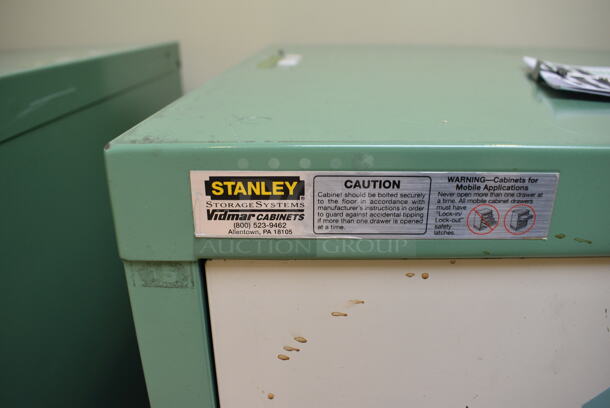 STANLEY®
STORAGESYSTEMS
Vidmar CABINETS
(800) 523-9462
Allentown, PA 18105
CAUTION
Cabinet should be bolted securely
to the floor in accordance with
manufacturer's instructions in order
to guard against accidental tipping
if more than one drawer is opened
at a time.
WARNING—Cabinets for
Mobile Applications
Never open more than one drawer at
a time. All mobile cabinet drawers
must have
"Lock-in/
Lock-out"
safety
latches.
AUCTION GROUP